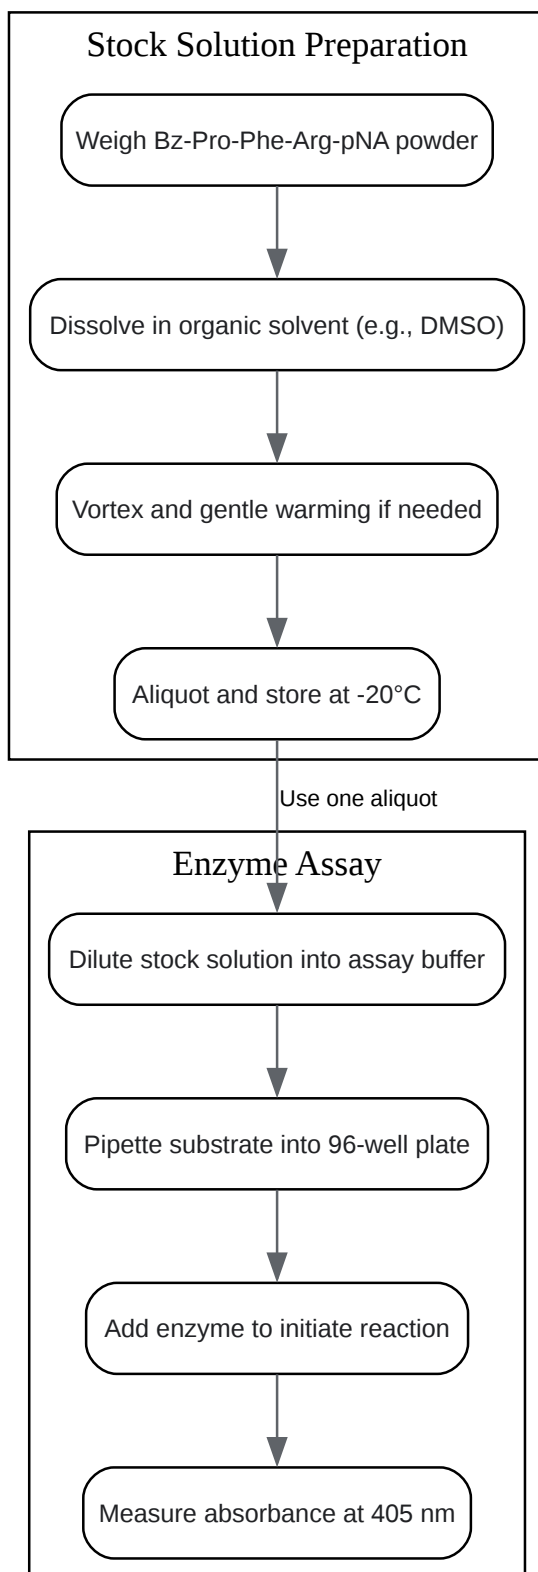 Stock Solution Preparation
Weigh Bz-Pro-Phe-Arg-pNA powder
Dissolve in organic solvent (e.g., DMSO)
Vortex and gentle warming if needed
Aliquot and store at -20°C
Use one aliquot
Enzyme Assay
Dilute stock solution into assay buffer
Pipette substrate into 96-well plate
Add enzyme to initiate reaction
Measure absorbance at 405 nm